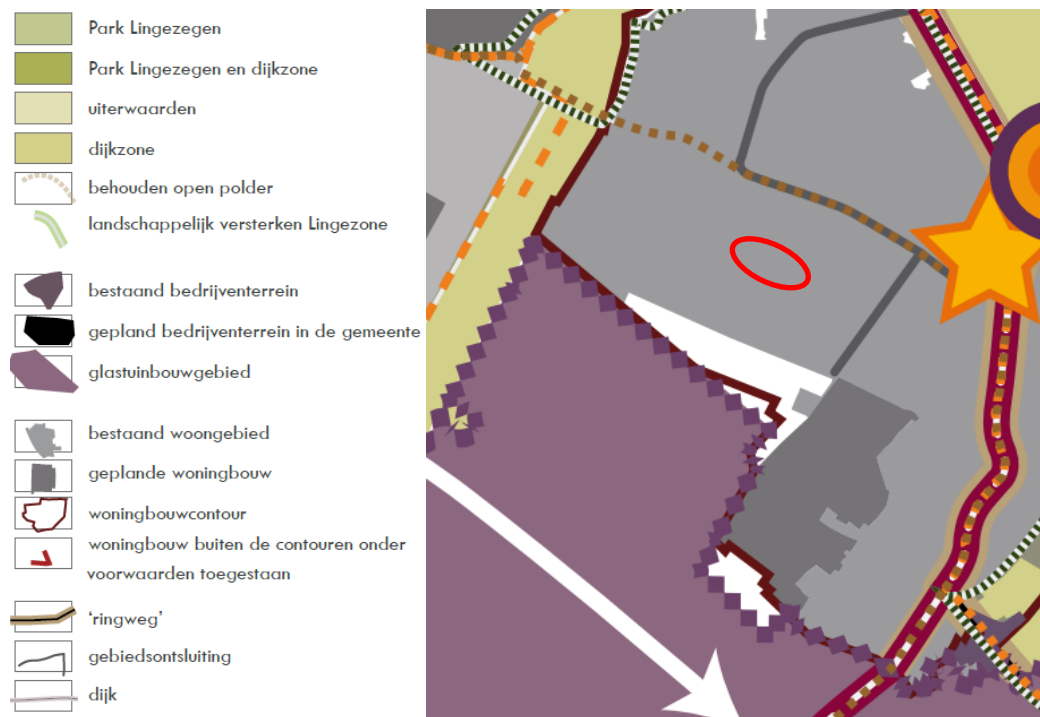 Park Lingezegen
Park Lingezegen en dijkzone
uiterwaarden
dijkzone
behouden open polder
landschappelijk versterken Lingezone
bestaand bedrijventerrein
gepland bedrijventerrein in de gemeente
glastuinbouwgebied
bestaand woongebied
geplande woningbouw
woningbouwcontour
woningbouw buiten de contouren onder
voorwaarden toegestaan
'ringweg'
gebiedsontsluiting
dijk